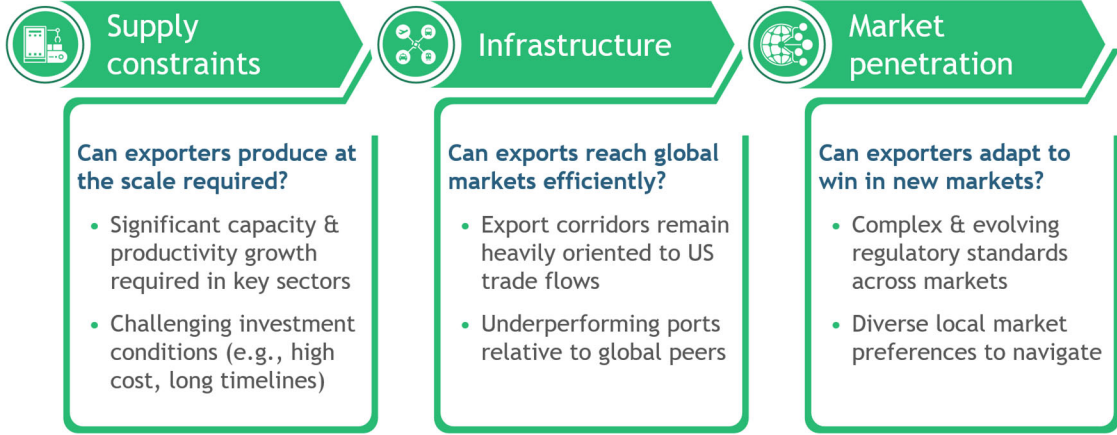 Supply
constraints
Can exporters produce at
the scale required?
• Significant capacity &
productivity growth
required in key sectors
• Challenging investment
conditions (e.g., high
cost, long timelines)
Infrastructure
Can exports reach global
markets efficiently?
• Export corridors remain
heavily oriented to US
trade flows
• Underperforming ports
relative to global peers
Market
penetration
Can exporters adapt to
win in new markets?
• Complex & evolving
regulatory standards
across markets
• Diverse local market
preferences to navigate